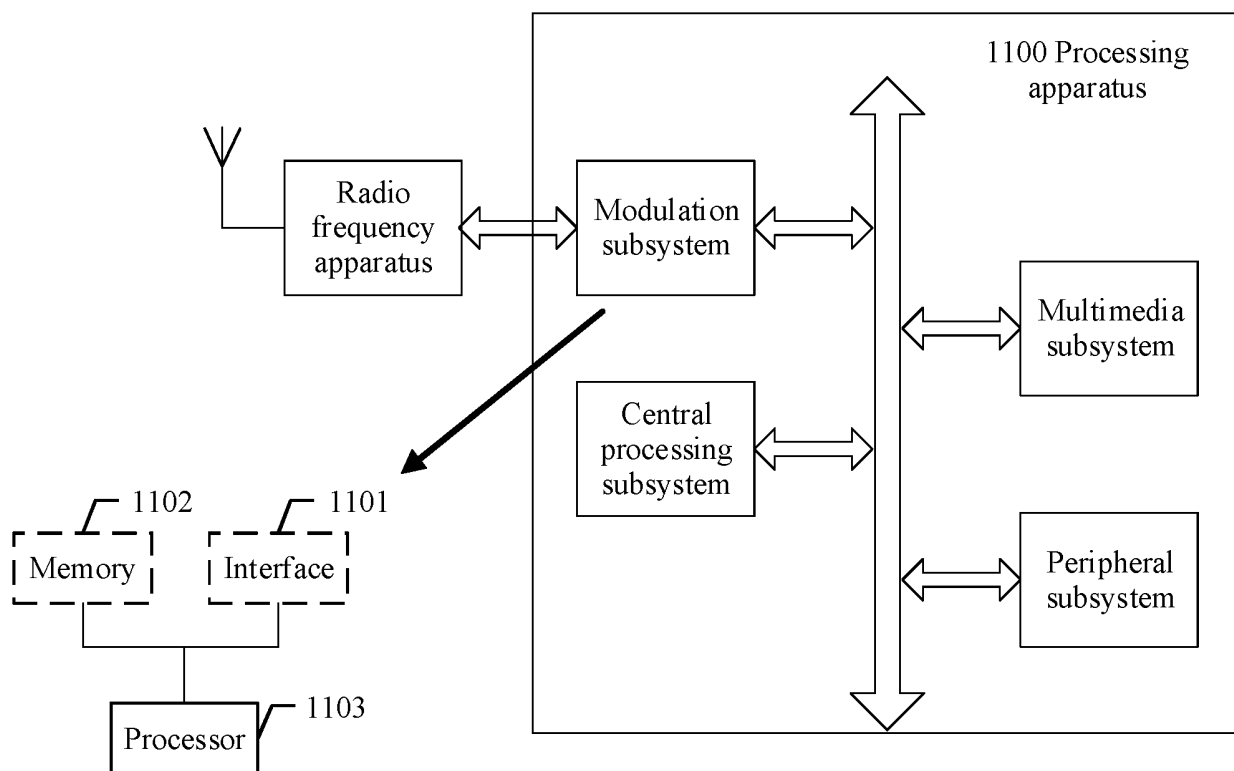 1100 Processing
apparatus
Radio
frequency
apparatus
Modulation
subsystem
Multimedia
subsystem
Central
processing
subsystem
1102
1101
Memory
Interface
Peripheral
subsystem
1103
Processor